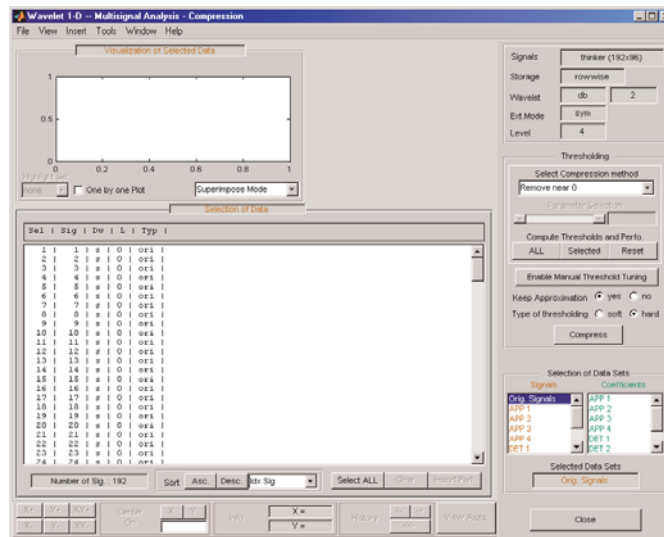 Wavelet 1-D -- Multisignal Analysis - Compression
File View Insert Tools Window Help
Visualization of Selected Data
1
0.5
0
0 0.2 0.4 0.6 0.8 1
Highlight Sel
none
One by one Plot
Superimpose Mode
Selection of Data
Sel | Sig | Dw | L | Typ |
1 | 1 | s | 0 | ori |
2 | 2 | s | 0 | ori |
3 | 3 | s | 0 | ori |
4 | 4 | s | 0 | ori |
5 | 5 | s | 0 | ori |
6 | 6 | s | 0 | ori |
7 | 7 | s | 0 | ori |
8 | 8 | s | 0 | ori |
9 | 9 | s | 0 | ori |
10 | 10 | s | 0 | ori |
11 | 11 | s | 0 | ori |
12 | 12 | s | 0 | ori |
13 | 13 | s | 0 | ori |
14 | 14 | s | 0 | ori |
15 | 15 | s | 0 | ori |
16 | 16 | s | 0 | ori |
17 | 17 | s | 0 | ori |
18 | 18 | s | 0 | ori |
19 | 19 | s | 0 | ori |
20 | 20 | s | 0 | ori |
21 | 21 | s | 0 | ori |
22 | 22 | s | 0 | ori |
23 | 23 | s | 0 | ori |
24 | 24 | s | 0 | ori |
Number of Sig. : 192
Sort Asc. Desc. Idx Sig
Select ALL Clear Import Part
X+ Y+ XY+
X- Y- XY-
Center
On
X Y
Info
X =
Y =
History
<- ->
<<-
View Axes
Signals thinker (192x96)
Storage rowwise
Wavelet db 2
Ext.Mode sym
Level 4
Thresholding
Select Compression method
Remove near 0
Parameter Selection
Compute Thresholds and Perfo.
ALL Selected Reset
Enable Manual Threshold Tuning
Keep Approximation yes no
Type of thresholding soft hard
Compress
Selection of Data Sets
Signals Coefficients
Orig. Signals APP 1
APP 1 APP 2
APP 2 APP 3
APP 3 APP 4
APP 4 DET 1
DET 1 DET 2
Selected Data Sets
Orig. Signals
Close